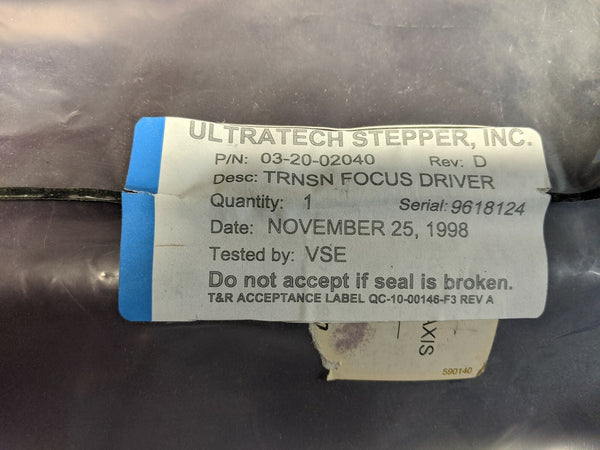 ULTRATECH STEPPER, INC.
P/N: 03-20-02040 Rev: D
Desc: TRNSN FOCUS DRIVER
Quantity: 1 Serial: 9618124
Date: NOVEMBER 25, 1998
Tested by: VSE
Do not accept if seal is broken.
T&R ACCEPTANCE LABEL QC-10-00146-F3 REV A
AXIS
S90140